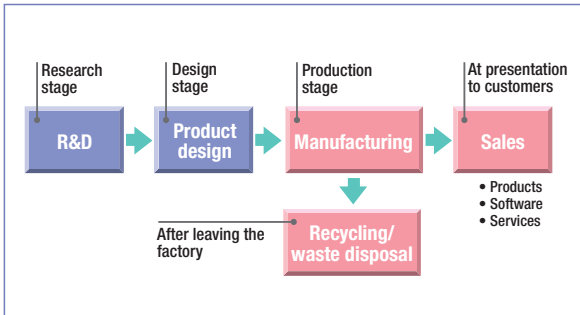 Research
stage
Design
stage
Production
stage
At presentation
to customers
R&D
Product
design
Manufacturing
Sales
• Products
• Software
• Services
After leaving the
factory
Recycling/
waste disposal